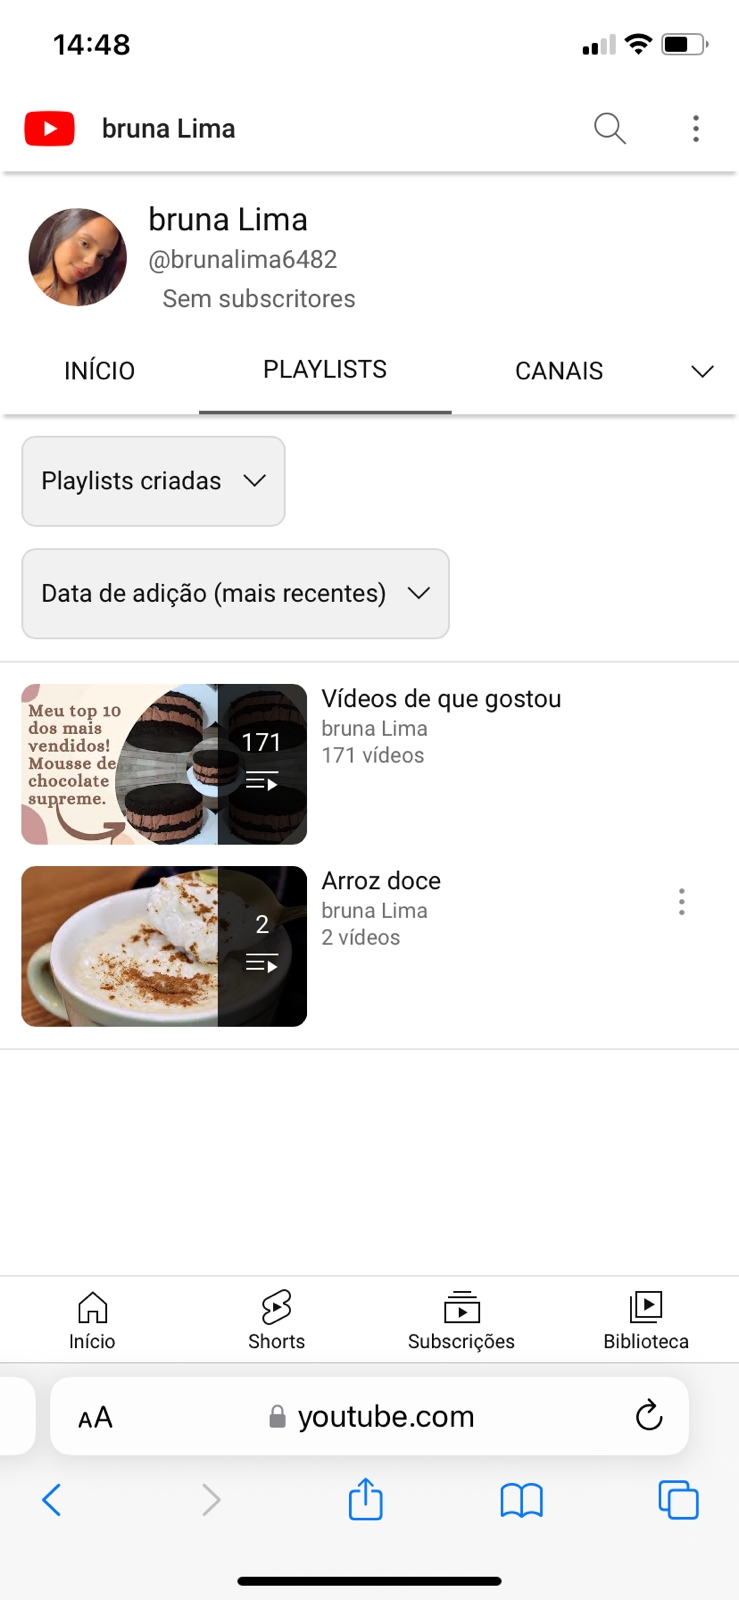 14:48
bruna Lima
bruna Lima
@brunalima6482
Sem subscritores
INÍCIO
PLAYLISTS
CANAIS
Playlists criadas
Data de adição (mais recentes)
Meu top 10
dos mais
vendidos!
Mousse de
chocolate
supreme.
171
Vídeos de que gostou
bruna Lima
171 vídeos
2
Arroz doce
bruna Lima
2 vídeos
Início
Shorts
Subscrições
Biblioteca
AA
youtube.com